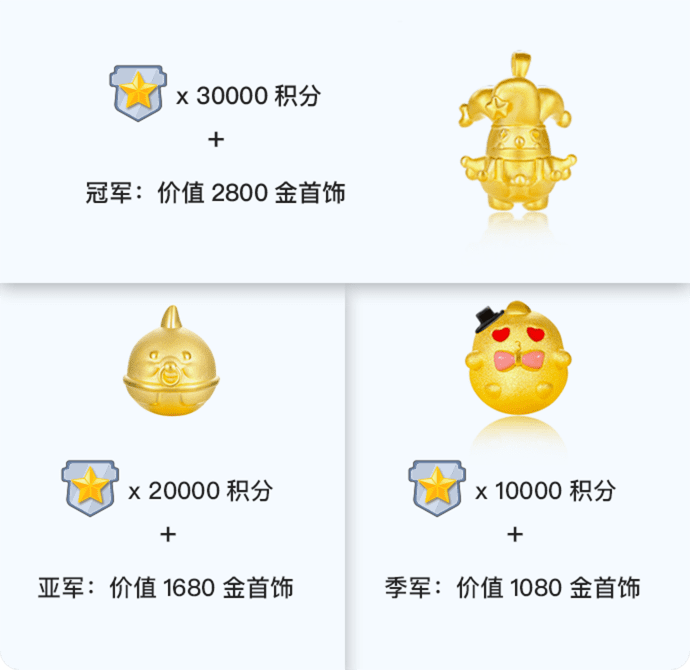 x 30000 积分
+
冠军：价值 2800 金首饰
x 20000 积分
+
亚军：价值 1680 金首饰
x 10000 积分
+
季军：价值 1080 金首饰